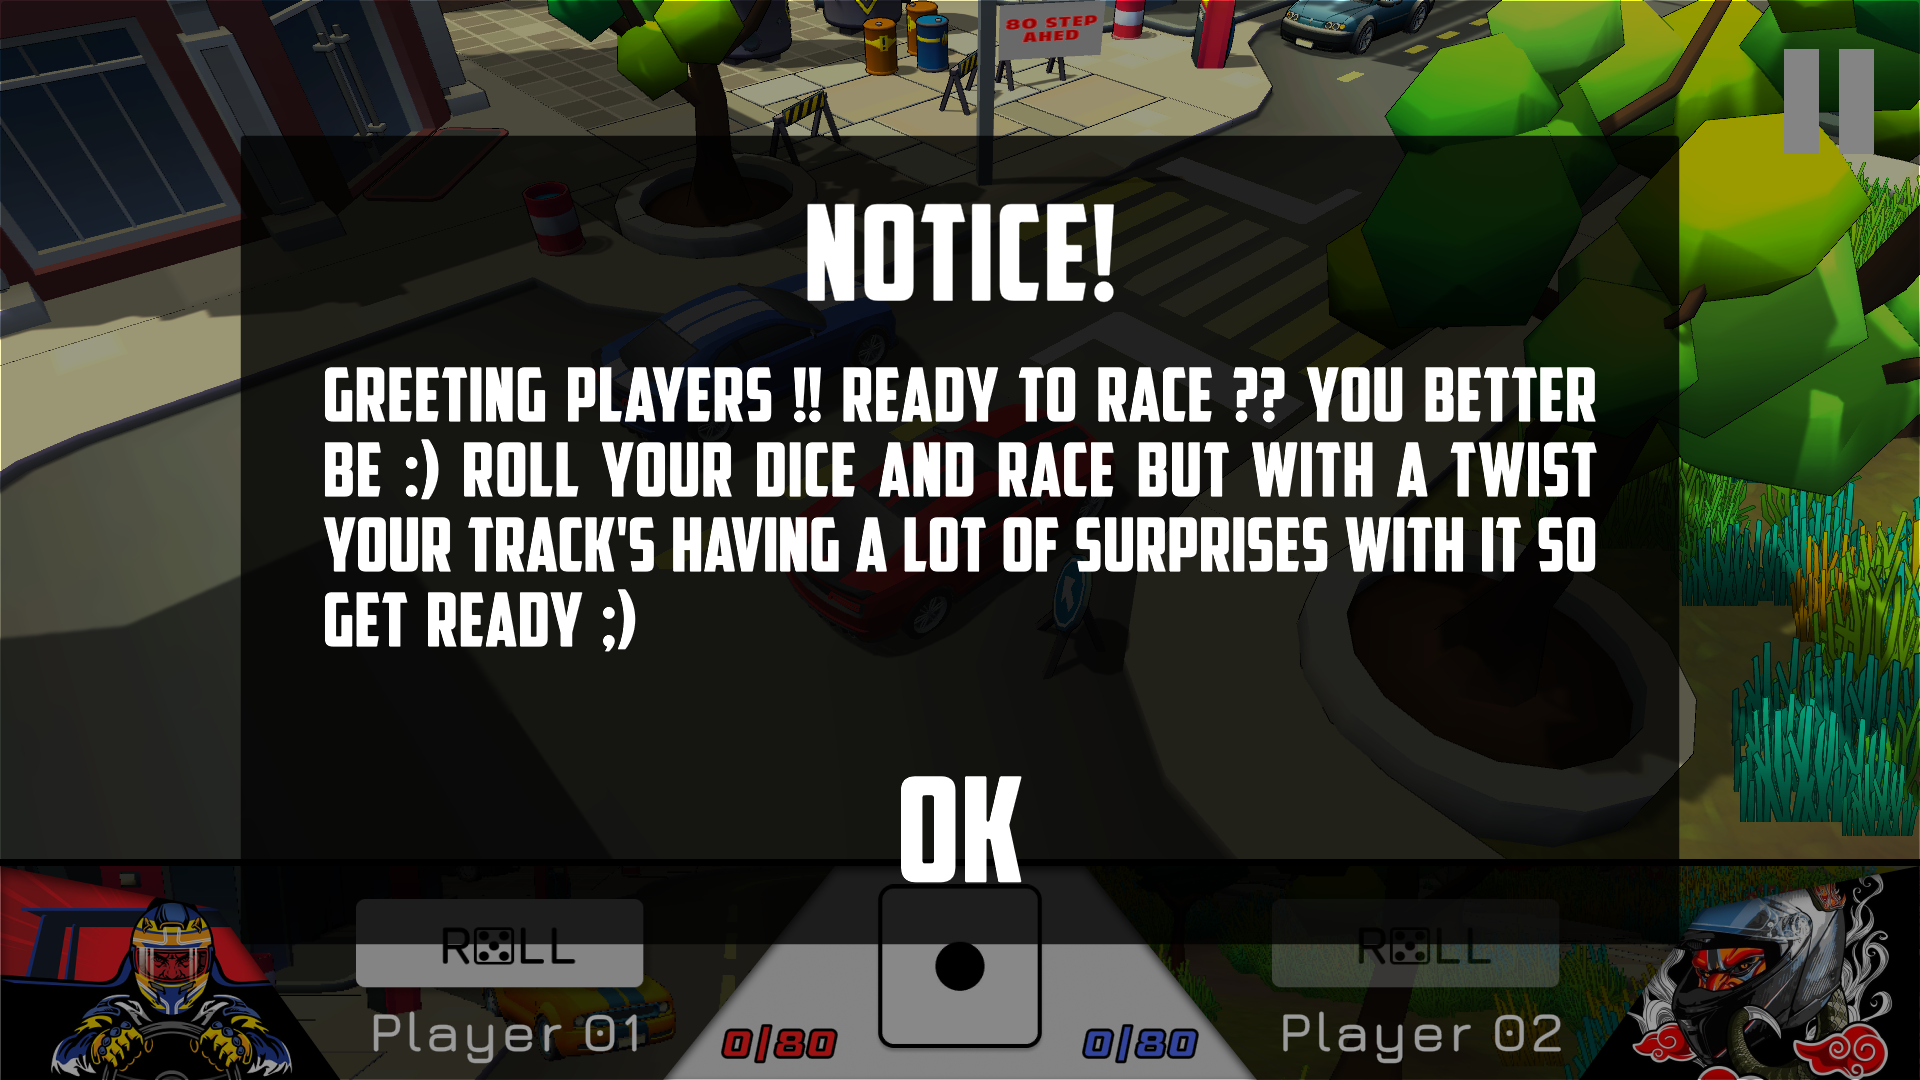 80 STEP
AHED
NOTICE!
GREETING PLAYERS !! READY TO RACE ?? YOU BETTER
BE :) ROLL YOUR DICE AND RACE BUT WITH A TWIST
YOUR TRACK'S HAVING A LOT OF SURPRISES WITH IT SO
GET READY ;)
OK
ROLL
ROLL
Player 01
0/80
0/80
Player 02